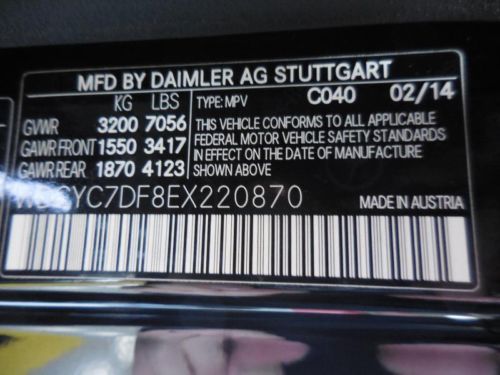 MFD BY DAIMLER AG STUTTGART
KG LBS TYPE: MPV C040 02/14
GVWR 3200 7056 THIS VEHICLE CONFORMS TO ALL APPLICABLE
GAWR FRONT 1550 3417 FEDERAL MOTOR VEHICLE SAFETY STANDARDS
GAWR REAR 1870 4123 IN EFFECT ON THE DATE OF MANUFACTURE
SHOWN ABOVE
YC7DF8EX220870 MADE IN AUSTRIA